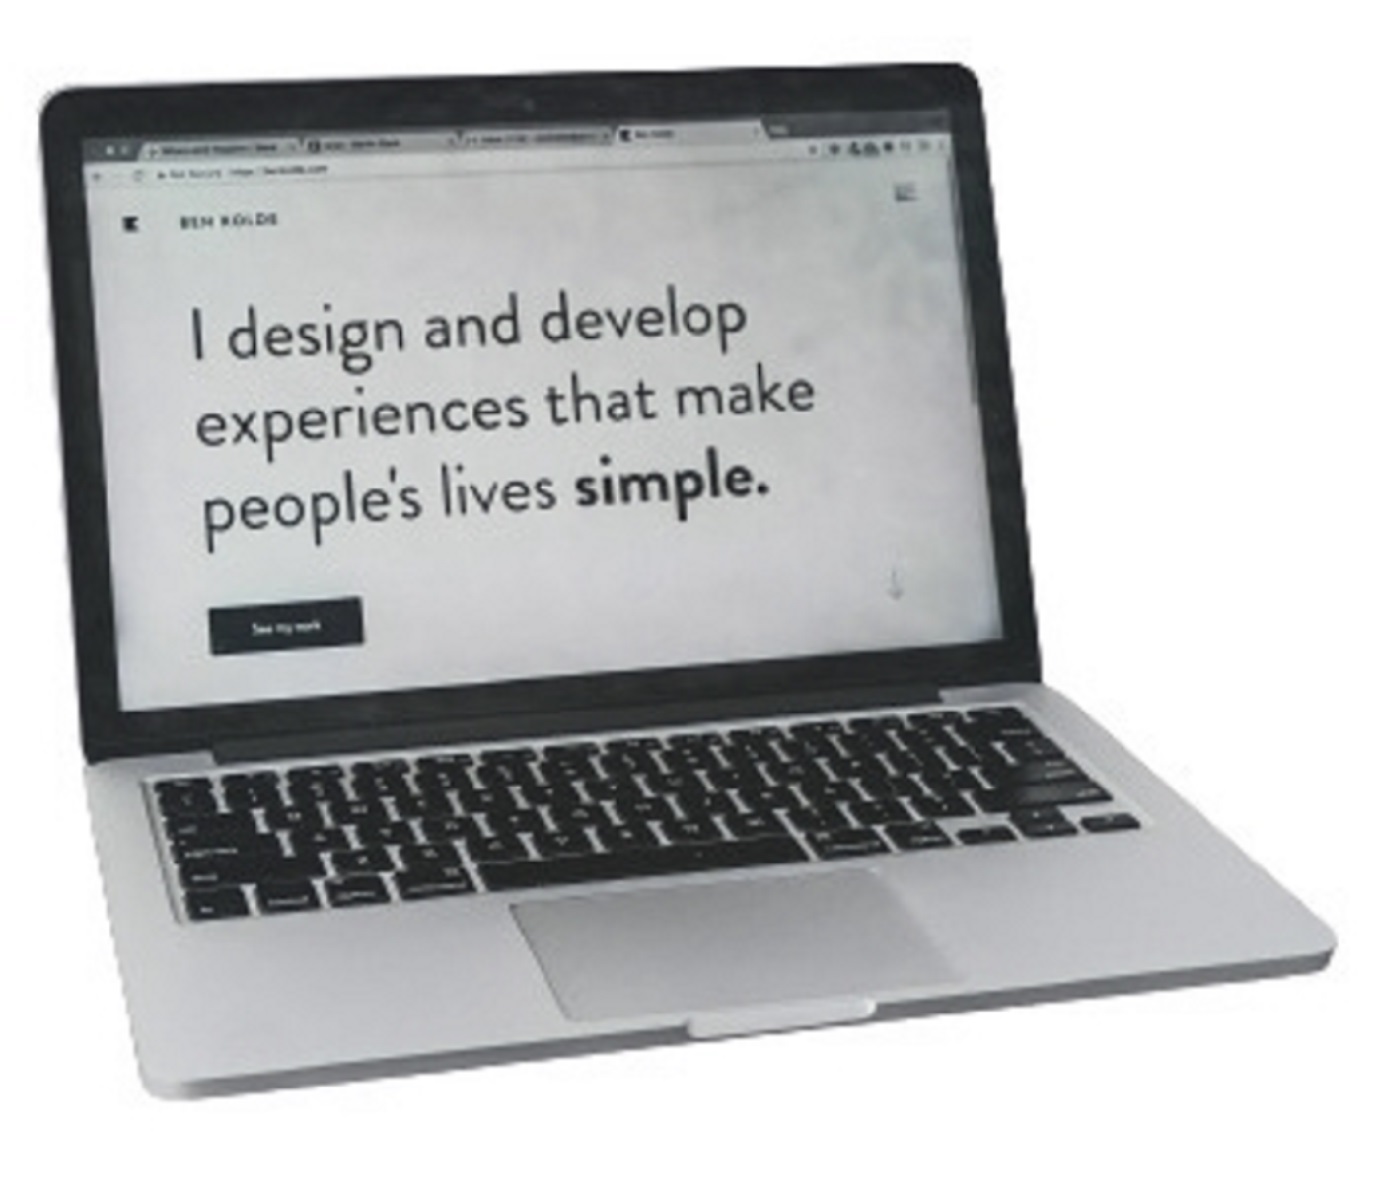 BEN KOLDE
I design and develop
experiences that make
people's lives simple.
See my work